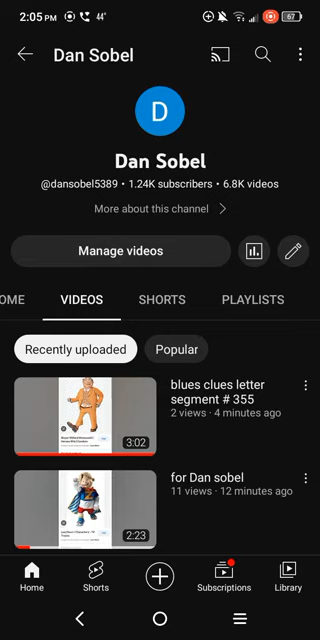 2:05 PM 44° 67
Dan Sobel
D
Dan Sobel
@dansobel5389 • 1.24K subscribers • 6.8K videos
More about this channel
Manage videos
OME VIDEOS SHORTS PLAYLISTS
Recently uploaded Popular
blues clues letter
segment # 355
2 views · 4 minutes ago
3:02
for Dan sobel
11 views · 12 minutes ago
2:23
Home Shorts Subscriptions Library